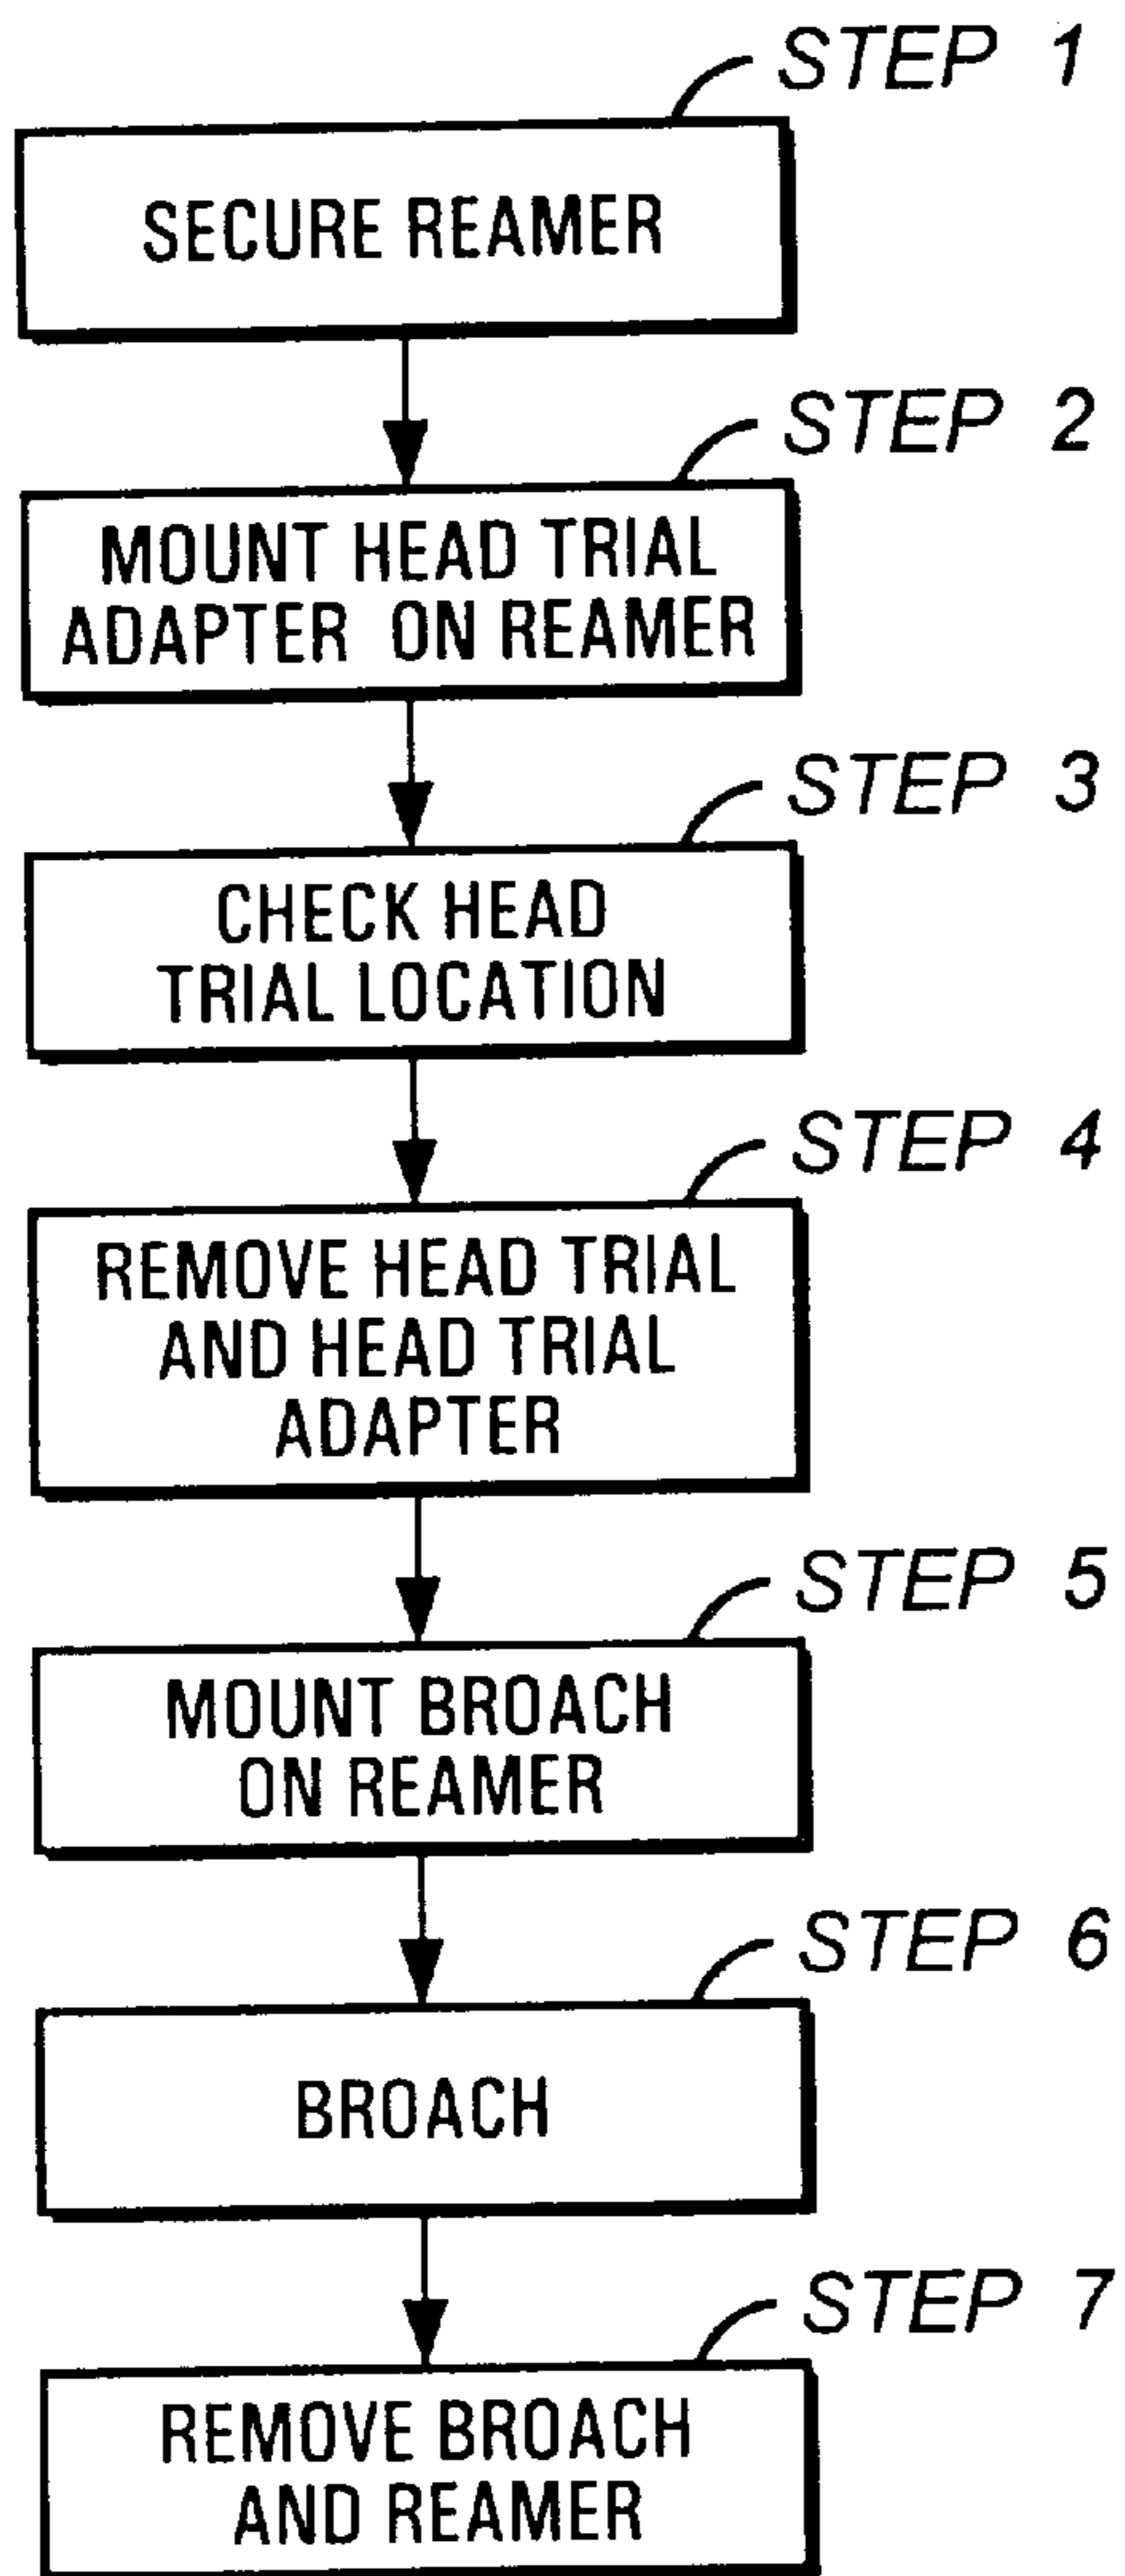 STEP 1
SECURE REAMER
STEP 2
MOUNT HEAD TRIAL
ADAPTER ON REAMER
STEP 3
CHECK HEAD
TRIAL LOCATION
STEP 4
REMOVE HEAD TRIAL
AND HEAD TRIAL
ADAPTER
STEP 5
MOUNT BROACH
ON REAMER
STEP 6
BROACH
STEP 7
REMOVE BROACH
AND REAMER